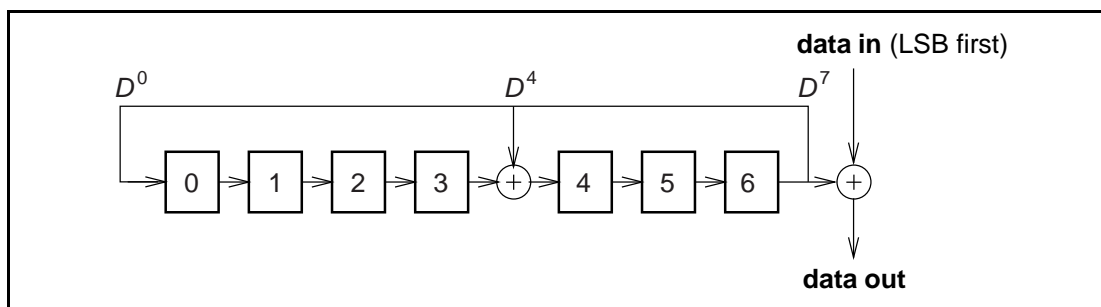 data in (LSB first)
D⁰ D⁴ D⁷
0 1 2 3 + 4 5 6 +
data out